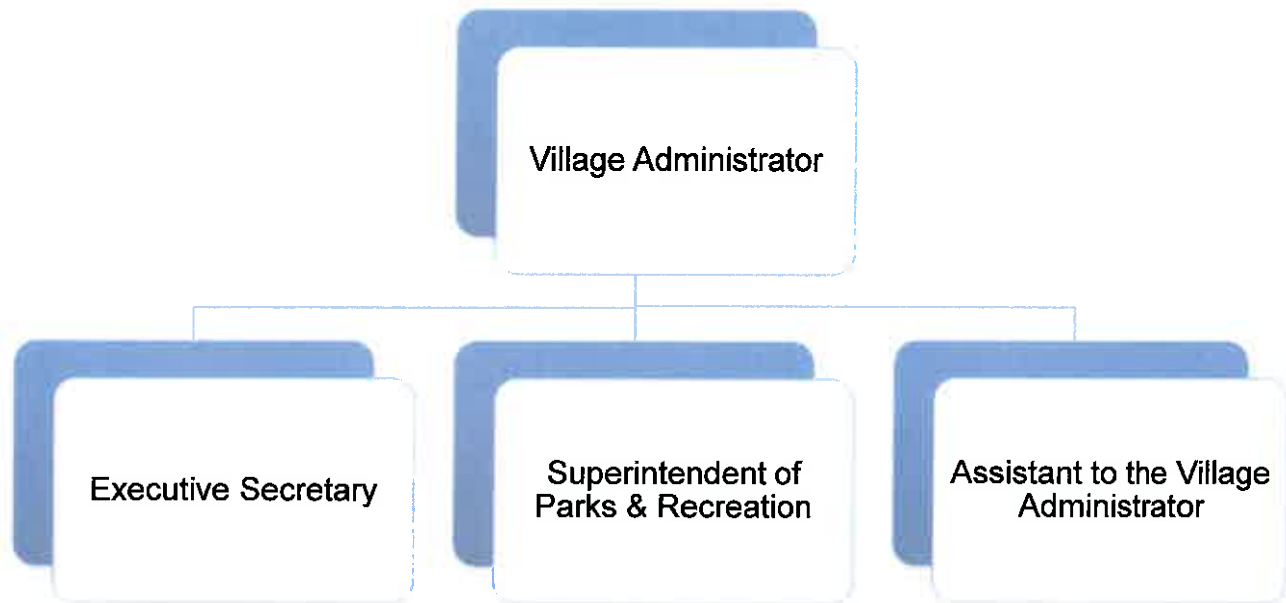 Village Administrator
Executive Secretary
Superintendent of
Parks & Recreation
Assistant to the Village
Administrator